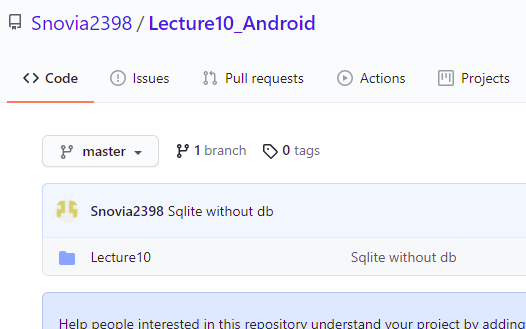 Snovia2398 / Lecture10_Android
Code Issues Pull requests Actions Projects
master 1 branch 0 tags
Snovia2398 Sqlite without db
Lecture10 Sqlite without db
Help people interested in this repository understand your project by adding